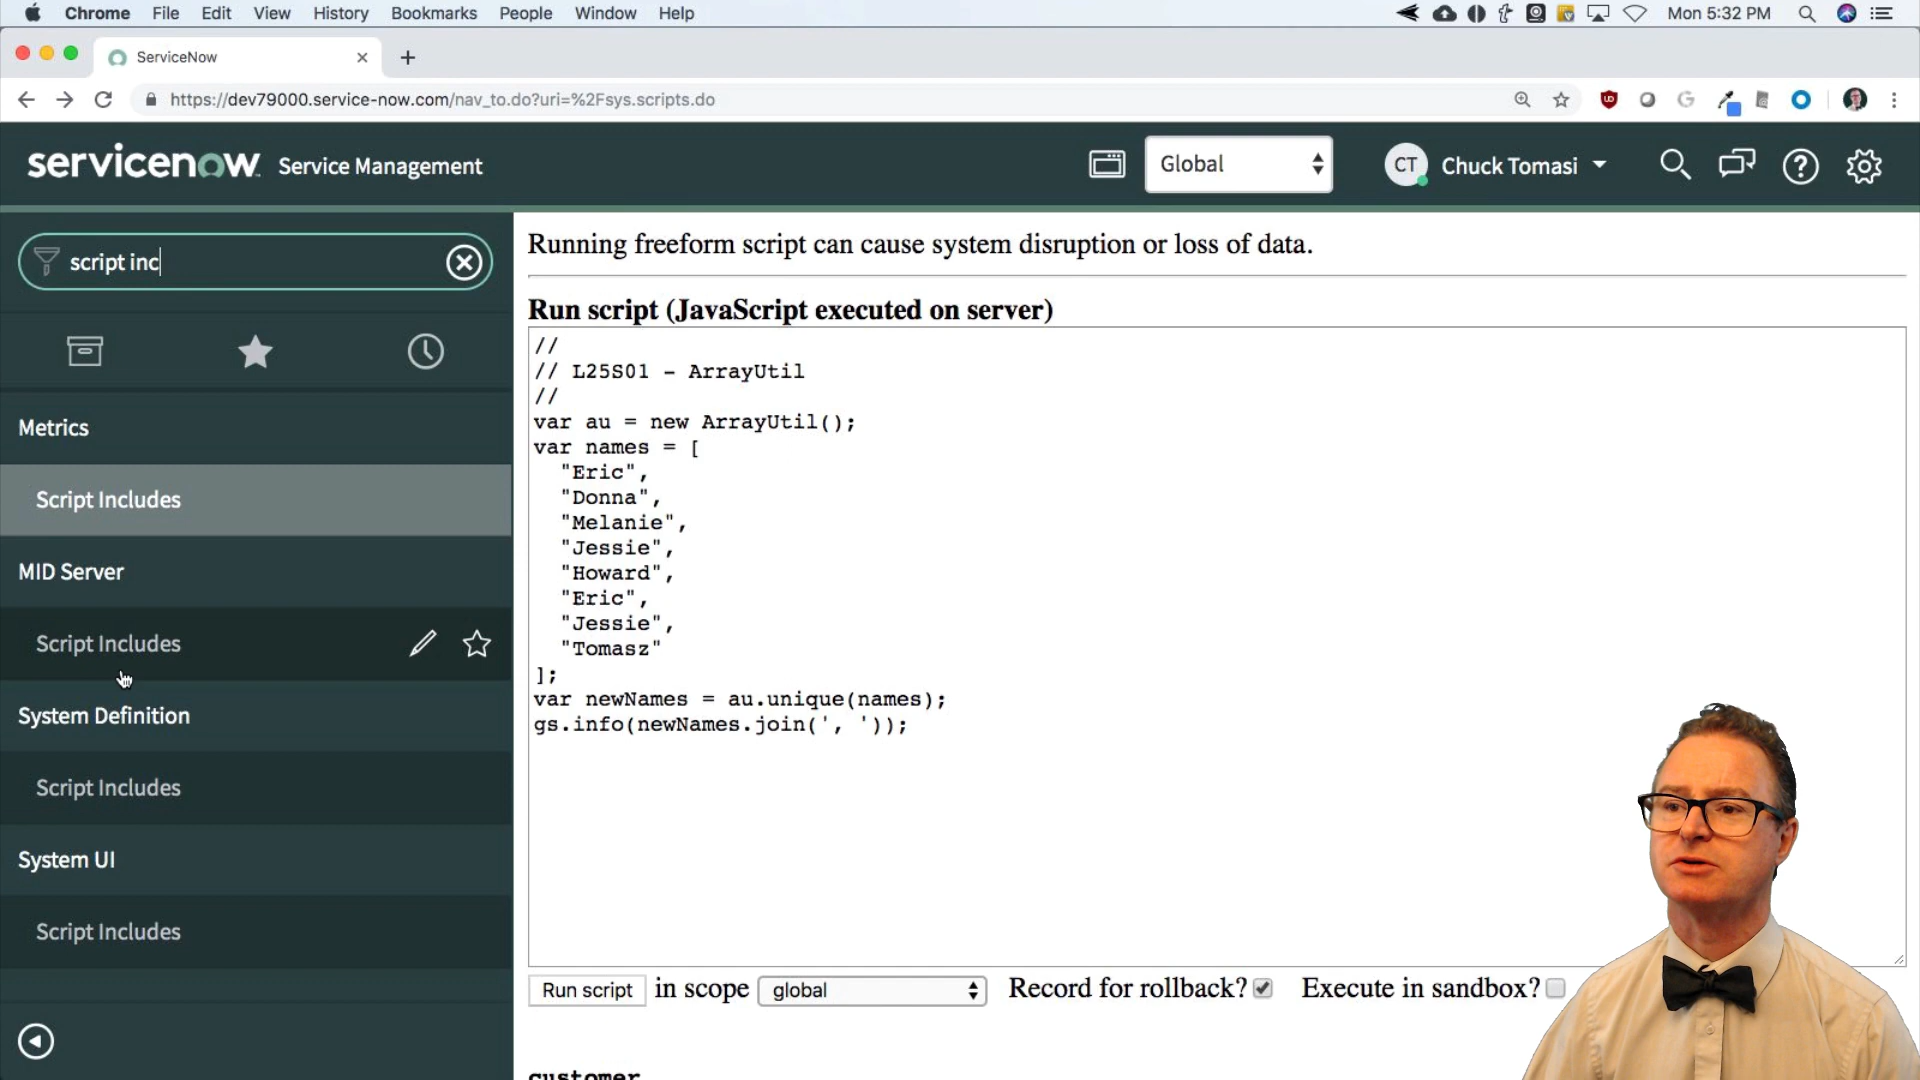 Chrome File Edit View History Bookmarks People Window Help Mon 5:32 PM
ServiceNow
https://dev79000.service-now.com/nav_to.do?uri=%2Fsys.scripts.do
servicenow Service Management Global CT Chuck Tomasi
script inc
Metrics
Script Includes
MID Server
Script Includes
System Definition
Script Includes
System UI
Script Includes
Running freeform script can cause system disruption or loss of data.
Run script (JavaScript executed on server)
//
// L25S01 - ArrayUtil
//
var au = new ArrayUtil();
var names = [
"Eric",
"Donna",
"Melanie",
"Jessie",
"Howard",
"Eric",
"Jessie",
"Tomasz"
];
var newNames = au.unique(names);
gs.info(newNames.join(', '));
Run script in scope global Record for rollback? Execute in sandbox?
customer